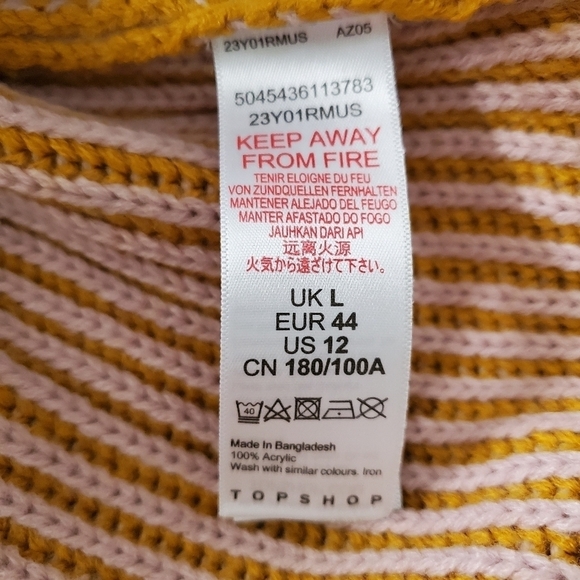 23Y01RMUS AZ05
5045436113783
23Y01RMUS
KEEP AWAY
FROM FIRE
TENIR ELOIGNE DU FEU
VON ZUNDQUELLEN FERNHALTEN
MANTENER ALEJADO DEL FEUGO
MANTER AFASTADO DO FOGO
JAUHKAN DARI API
远离火源
火気から遠ざけて下さい。
UK L
EUR 44
US 12
CN 180/100A
40
Made In Bangladesh
100% Acrylic
Wash with similar colours. Iron
TOPSHOP